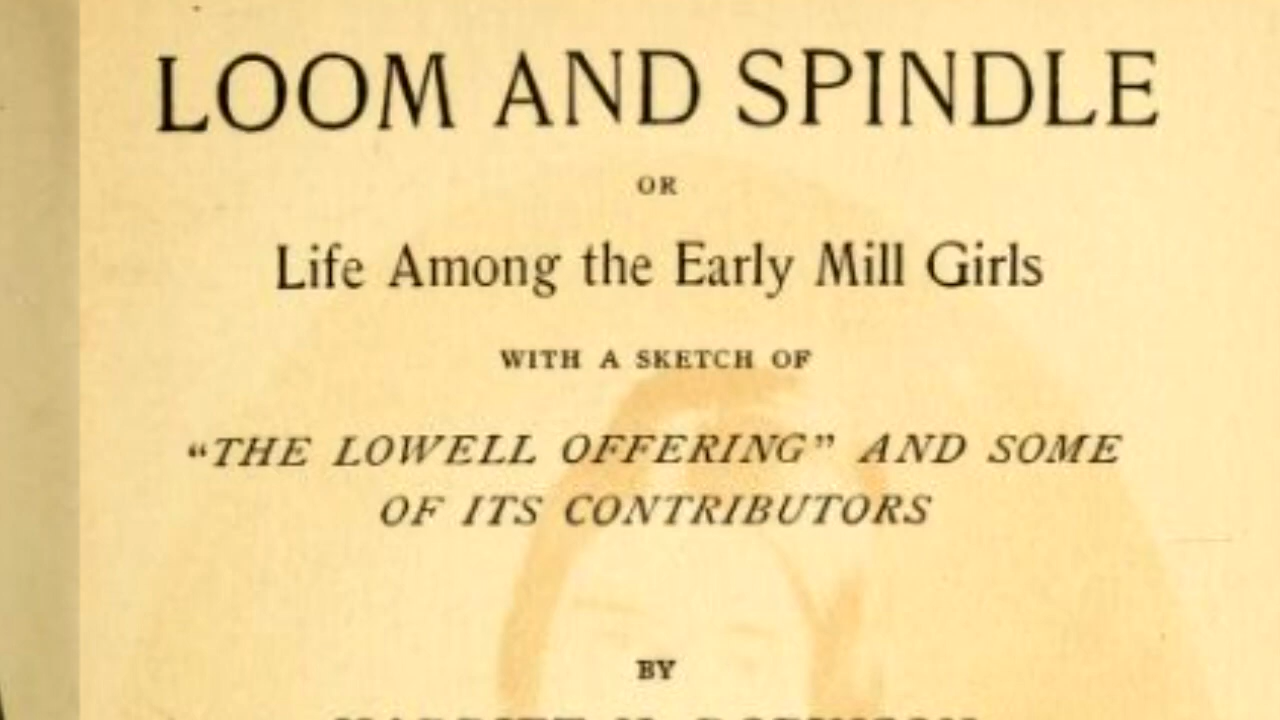 LOOM AND SPINDLE
OR
Life Among the Early Mill Girls
WITH A SKETCH OF
“THE LOWELL OFFERING” AND SOME
OF ITS CONTRIBUTORS
BY